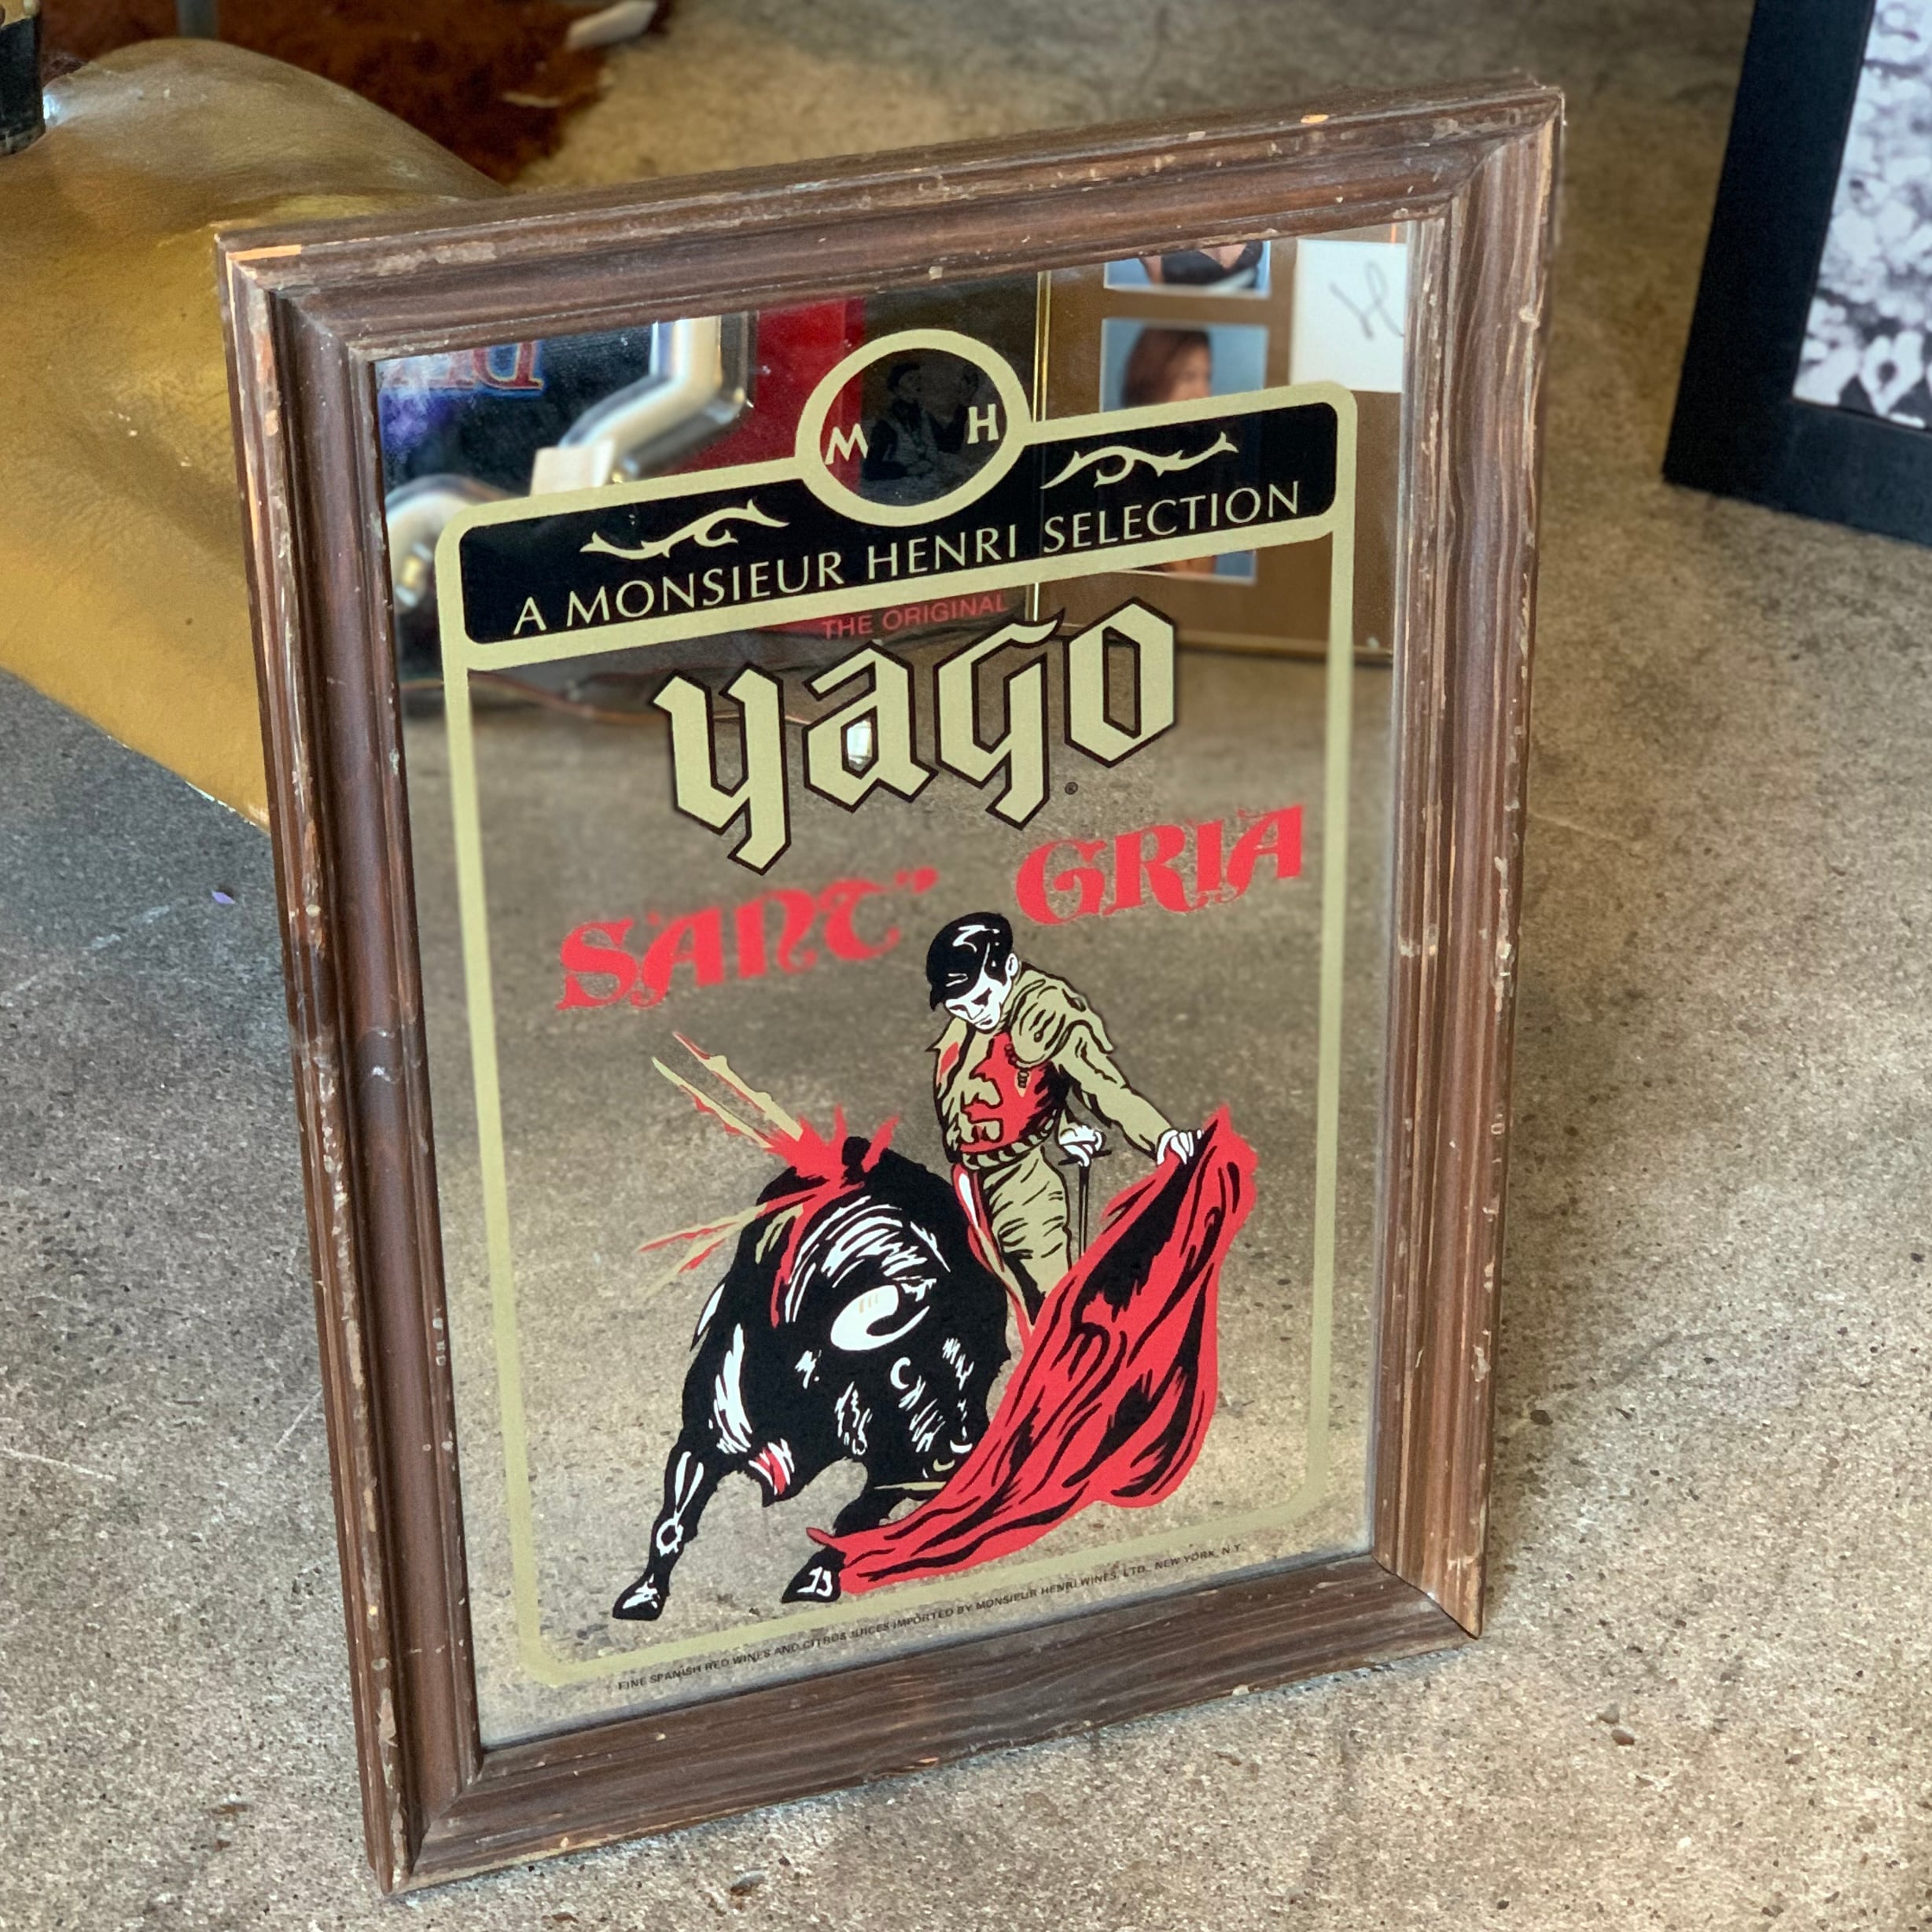 M H
A MONSIEUR HENRI SELECTION
THE ORIGINAL
yago®
SANT" GRIA
FINE SPANISH RED WINES AND CITRUS JUICES IMPORTED BY MONSIEUR HENRI WINES, LTD., NEW YORK, N.Y.